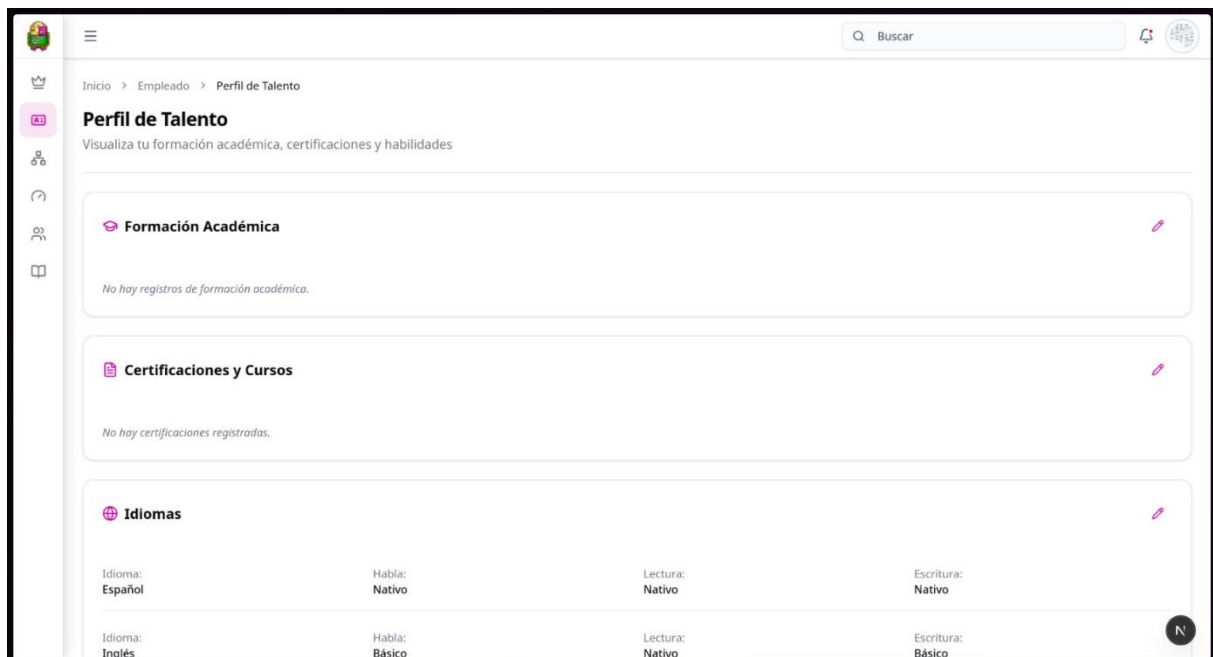 Buscar
Inicio > Empleado > Perfil de Talento
Perfil de Talento
Visualiza tu formación académica, certificaciones y habilidades
Formación Académica
No hay registros de formación académica.
Certificaciones y Cursos
No hay certificaciones registradas.
Idiomas
Idioma: Habla: Lectura: Escritura:
Español Nativo Nativo Nativo
Idioma: Habla: Lectura: Escritura:
Inglés Básico Nativo Básico
N